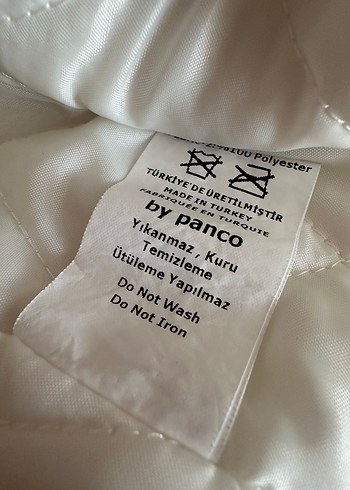 %100 Polyester
TÜRKİYE'DE ÜRETİLMİŞTİR
MADE IN TURKEY
FABRIQUÉE EN TURQUIE
by panco
Yıkanmaz , Kuru
Temizleme
Ütüleme Yapılmaz
Do Not Wash
Do Not Iron